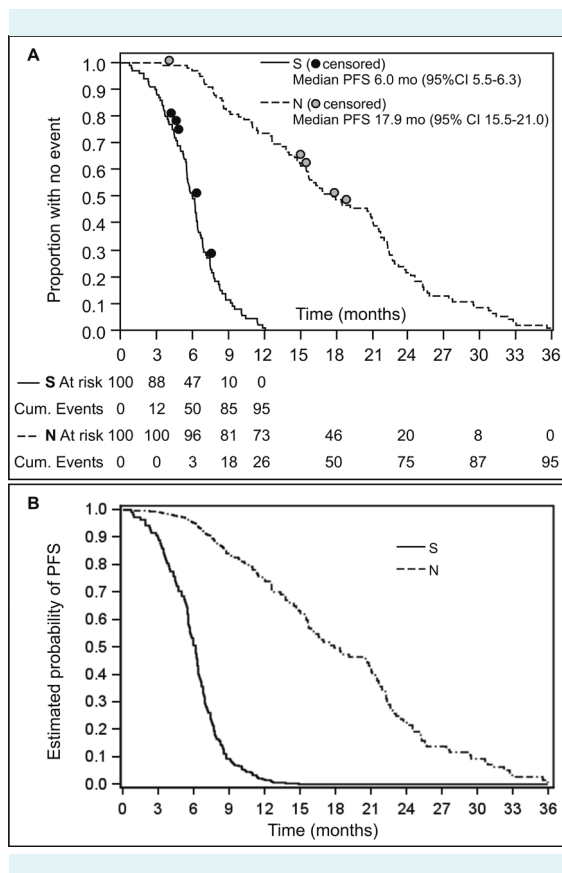 A
S (● censored)
Median PFS 6.0 mo (95%CI 5.5-6.3)
N (○ censored)
Median PFS 17.9 mo (95% CI 15.5-21.0)
Proportion with no event
1.0
0.9
0.8
0.7
0.6
0.5
0.4
0.3
0.2
0.1
0.0
Time (months)
0 3 6 9 12 15 18 21 24 27 30 33 36
S At risk 100 88 47 10 0
Cum. Events 0 12 50 85 95
N At risk 100 100 96 81 73 46 20 8 0
Cum. Events 0 0 3 18 26 50 75 87 95
B
S
N
Estimated probability of PFS
1.0
0.9
0.8
0.7
0.6
0.5
0.4
0.3
0.2
0.1
0.0
0 3 6 9 12 15 18 21 24 27 30 33 36
Time (months)